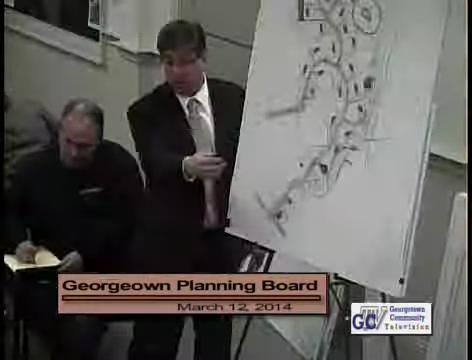 Georgeown Planning Board
March 12, 2014
GCTV
Georgetown
Community
Television